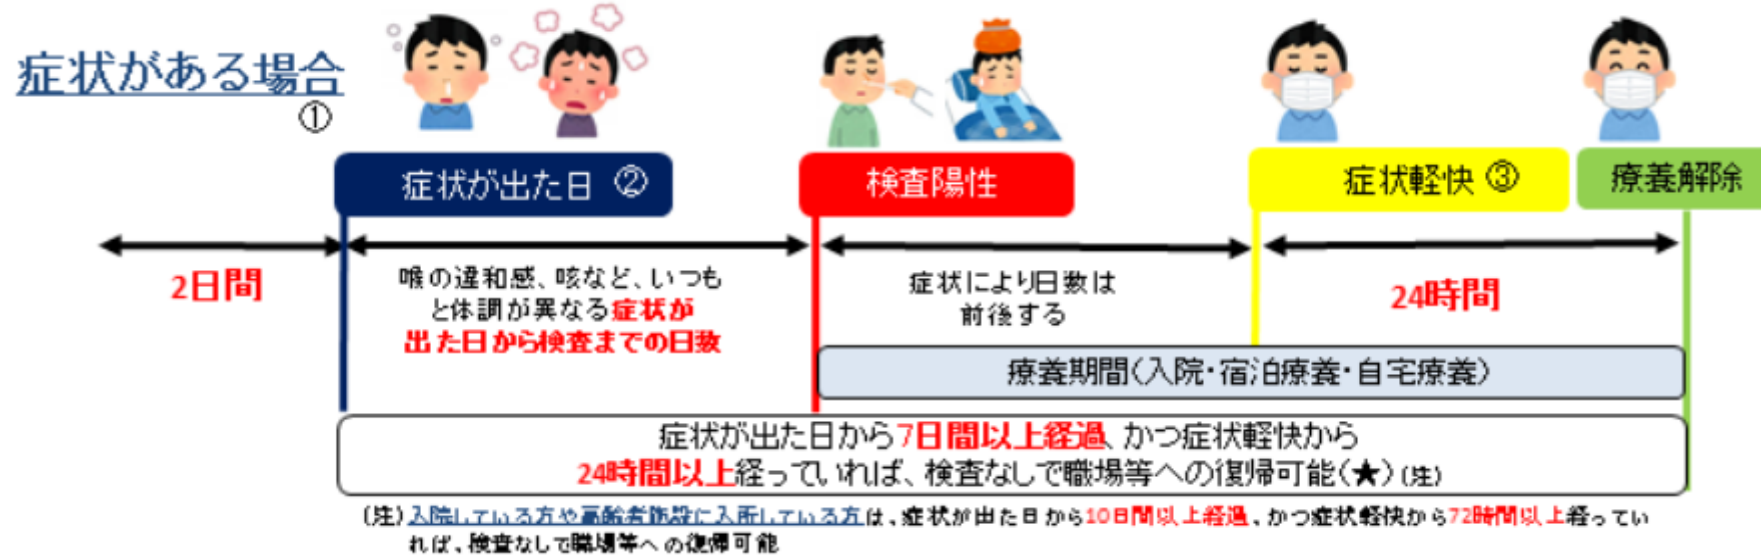 症状がある場合
①
症状が出た日 ②
検査陽性
症状軽快 ③
療養解除
2日間
喉の違和感、咳など、いつも
と体調が異なる症状が
出た日から検査までの日数
症状により日数は
前後する
24時間
療養期間(入院・宿泊療養・自宅療養)
症状が出た日から7日間以上経過、かつ症状軽快から
24時間以上経っていれば、検査なしで職場等への復帰可能(★)(注)
(注)入院している方や高齢者施設に入所している方は、症状が出た日から10日間以上経過、かつ症状軽快から72時間以上経ってい
れば、検査なしで職場等への復帰可能